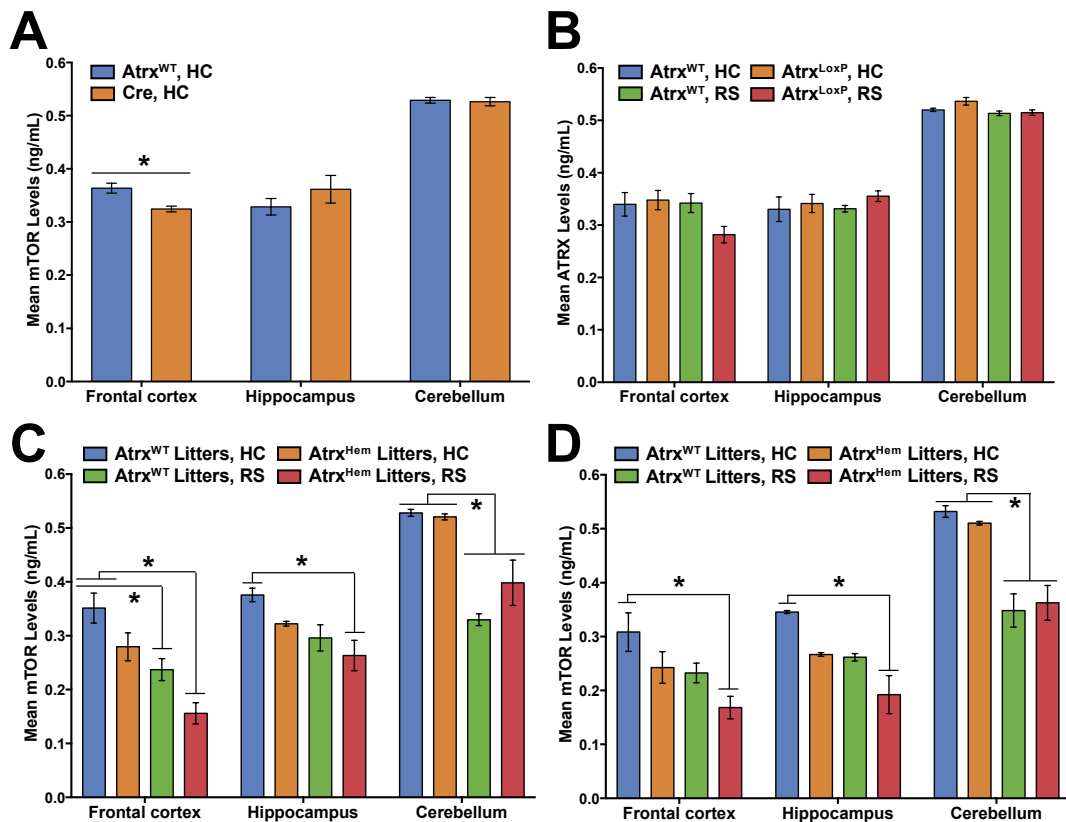 A
Atrx^WT, HC
Cre, HC
Mean mTOR Levels (ng/mL)
0.6
0.5
0.4
0.3
0.2
0.1
0.0
*
Frontal cortex
Hippocampus
Cerebellum
B
Atrx^WT, HC
Atrx^LoxP, HC
Atrx^WT, RS
Atrx^LoxP, RS
Mean ATRX Levels (ng/mL)
0.6
0.5
0.4
0.3
0.2
0.1
0.0
Frontal cortex
Hippocampus
Cerebellum
C
Atrx^WT Litters, HC
Atrx^Hem Litters, HC
Atrx^WT Litters, RS
Atrx^Hem Litters, RS
Mean mTOR Levels (ng/mL)
0.6
0.5
0.4
0.3
0.2
0.1
0.0
*
*
*
*
Frontal cortex
Hippocampus
Cerebellum
D
Atrx^WT Litters, HC
Atrx^Hem Litters, HC
Atrx^WT Litters, RS
Atrx^Hem Litters, RS
Mean mTOR Levels (ng/mL)
0.6
0.5
0.4
0.3
0.2
0.1
0.0
*
*
*
Frontal cortex
Hippocampus
Cerebellum